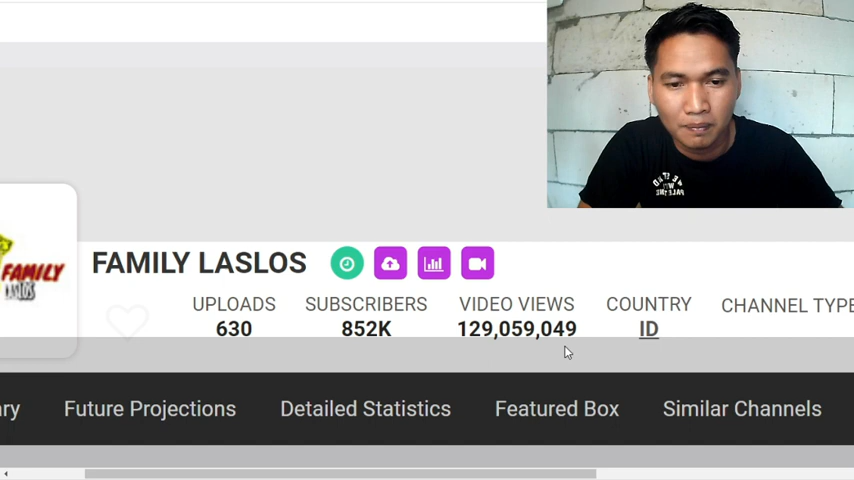 FAMILY
LASLOS
FAMILY LASLOS
UPLOADS
630
SUBSCRIBERS
852K
VIDEO VIEWS
129,059,049
COUNTRY
ID
CHANNEL TYPE
ary
Future Projections
Detailed Statistics
Featured Box
Similar Channels